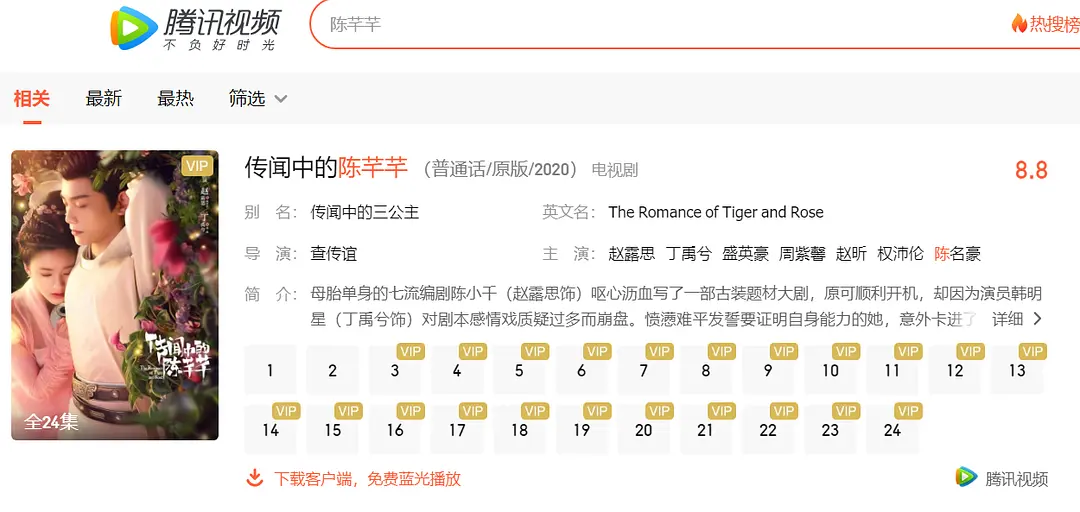 腾讯视频
不负好时光
陈芊芊
热搜榜
相关 最新 最热 筛选
VIP
传闻中的陈芊芊 (普通话/原版/2020) 电视剧 8.8
别 名: 传闻中的三公主 英文名: The Romance of Tiger and Rose
导 演: 查传谊 主 演: 赵露思 丁禹兮 盛英豪 周紫馨 赵昕 权沛伦 陈名豪
简 介: 母胎单身的七流编剧陈小千（赵露思饰）呕心沥血写了一部古装题材大剧，原可顺利开机，却因为演员韩明
星（丁禹兮饰）对剧本感情戏质疑过多而崩盘。愤懑难平发誓要证明自身能力的她，意外卡进了 详细
传闻中的
陈芊芊
全24集
VIP VIP VIP VIP VIP VIP VIP VIP VIP VIP VIP
1 2 3 4 5 6 7 8 9 10 11 12 13
VIP VIP VIP VIP VIP VIP VIP VIP VIP VIP VIP
14 15 16 17 18 19 20 21 22 23 24
下载客户端，免费蓝光播放 腾讯视频